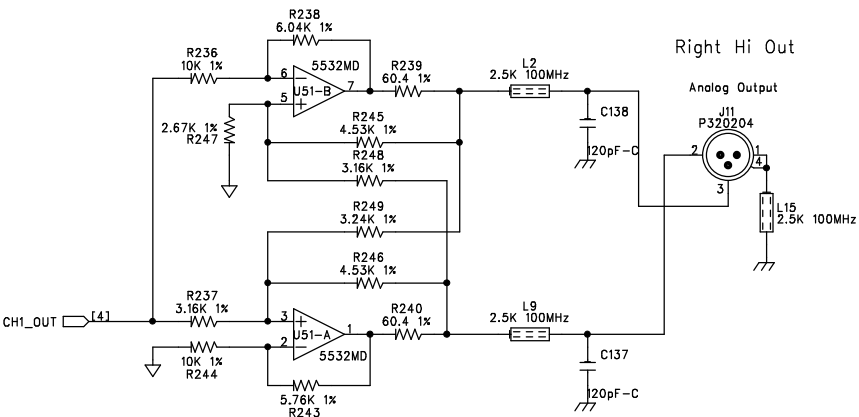 R238
6.04K 1%
R236
10K 1%
5532MD
R239
60.4 1%
L2
2.5K 100MHz
Right Hi Out
6
7
U51-B
5
Analog Output
J11
P320204
C138
120pF-C
2.67K 1%
R247
R245
4.53K 1%
R248
3.16K 1%
2
1
4
3
L15
2.5K 100MHz
R249
3.24K 1%
R246
4.53K 1%
CH1_OUT
[4]
R237
3.16K 1%
3
U51-A
1
R240
60.4 1%
L9
2.5K 100MHz
2
5532MD
10K 1%
R244
5.76K 1%
R243
C137
120pF-C